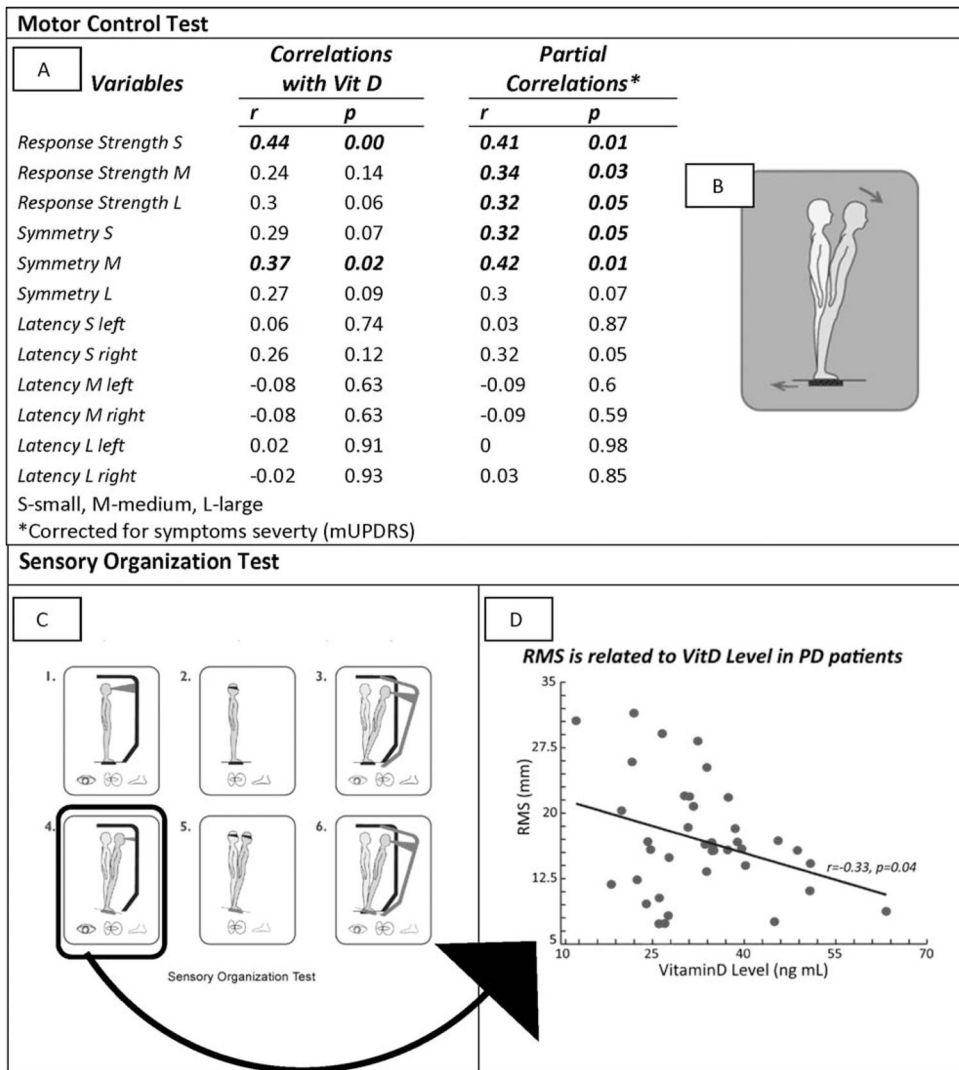 Motor Control Test
A
Variables
Correlations with Vit D
Partial Correlations*
r p r p
Response Strength S 0.44 0.00 0.41 0.01
Response Strength M 0.24 0.14 0.34 0.03
Response Strength L 0.3 0.06 0.32 0.05
Symmetry S 0.29 0.07 0.32 0.05
Symmetry M 0.37 0.02 0.42 0.01
Symmetry L 0.27 0.09 0.3 0.07
Latency S left 0.06 0.74 0.03 0.87
Latency S right 0.26 0.12 0.32 0.05
Latency M left -0.08 0.63 -0.09 0.6
Latency M right -0.08 0.63 -0.09 0.59
Latency L left 0.02 0.91 0 0.98
Latency L right -0.02 0.93 0.03 0.85
S-small, M-medium, L-large
*Corrected for symptoms severty (mUPDRS)
B
Sensory Organization Test
C
1. 2. 3.
4. 5. 6.
Sensory Organization Test
D
RMS is related to VitD Level in PD patients
RMS (mm)
35
27.5
20
12.5
5
r=-0.33, p=0.04
10 25 40 55 70
VitaminD Level (ng mL)